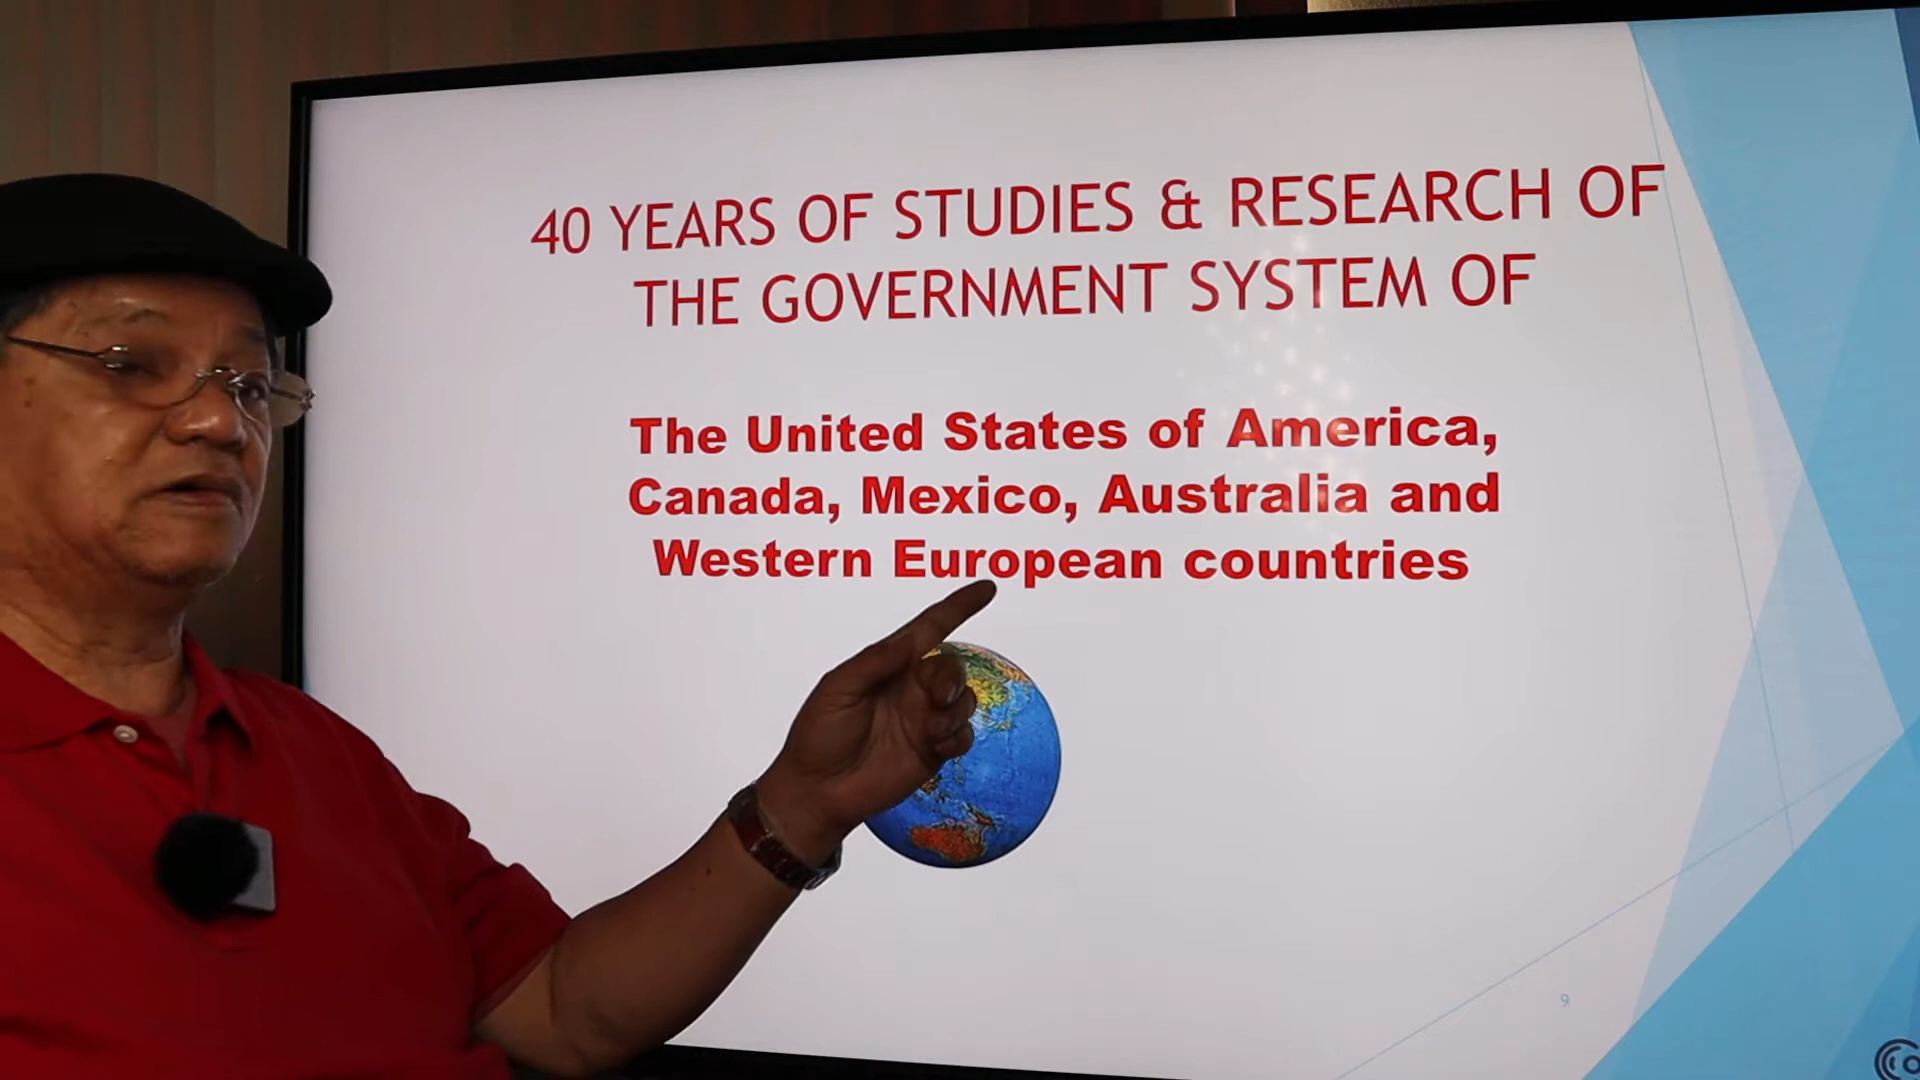 40 YEARS OF STUDIES & RESEARCH OF
THE GOVERNMENT SYSTEM OF
The United States of America,
Canada, Mexico, Australia and
Western European countries
9